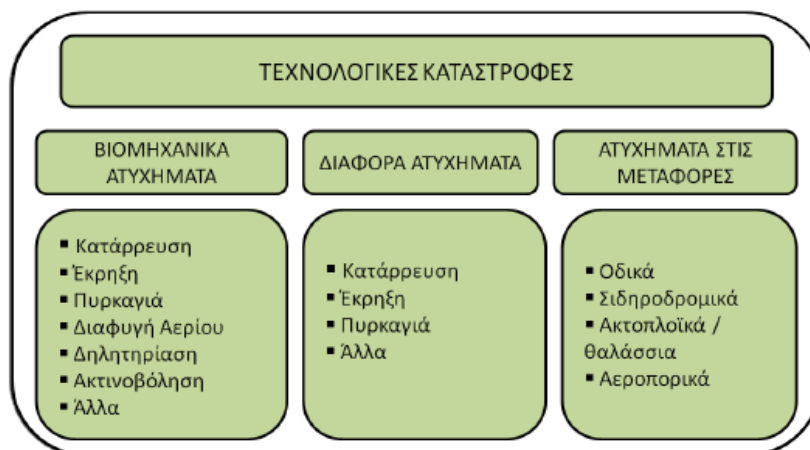 ΤΕΧΝΟΛΟΓΙΚΕΣ ΚΑΤΑΣΤΡΟΦΕΣ
ΒΙΟΜΗΧΑΝΙΚΑ
ΑΤΥΧΗΜΑΤΑ
▪ Κατάρρευση
▪ Έκρηξη
▪ Πυρκαγιά
▪ Διαφυγή Αερίου
▪ Δηλητηρίαση
▪ Ακτινοβόληση
▪ Άλλα
ΔΙΑΦΟΡΑ ΑΤΥΧΗΜΑΤΑ
▪ Κατάρρευση
▪ Έκρηξη
▪ Πυρκαγιά
▪ Άλλα
ΑΤΥΧΗΜΑΤΑ ΣΤΙΣ
ΜΕΤΑΦΟΡΕΣ
▪ Οδικά
▪ Σιδηροδρομικά
▪ Ακτοπλοϊκά /
θαλάσσια
▪ Αεροπορικά